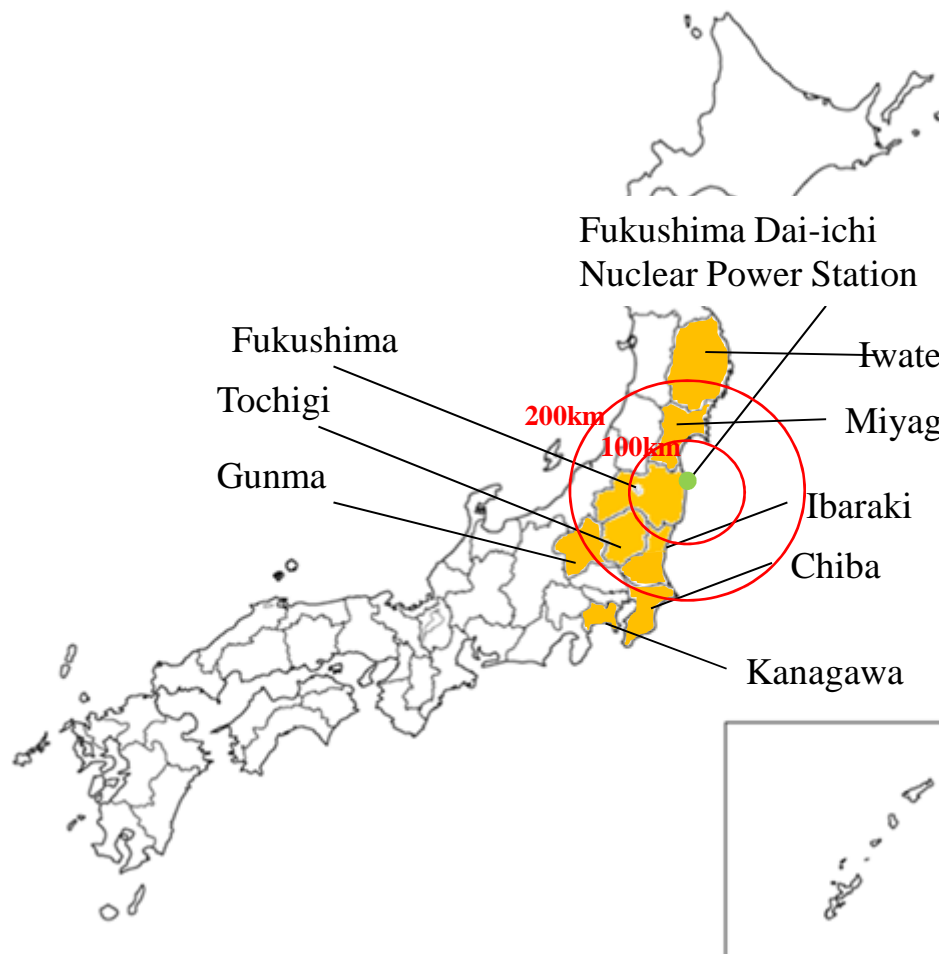 Fukushima Dai-ichi
Nuclear Power Station
Fukushima
Iwate
Tochigi
200km
Miyag
100km
Gunma
Ibaraki
Chiba
Kanagawa